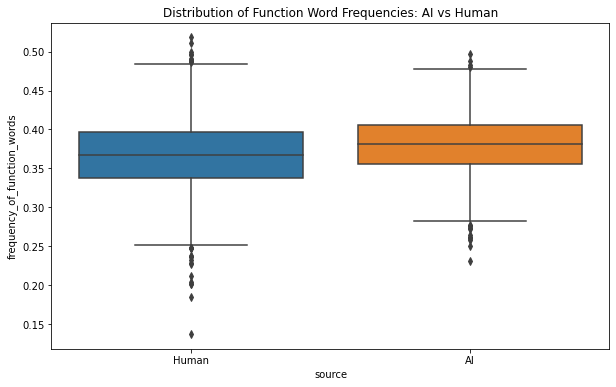 Distribution of Function Word Frequencies: AI vs Human
frequency_of_function_words
0.50
0.45
0.40
0.35
0.30
0.25
0.20
0.15
Human
AI
source